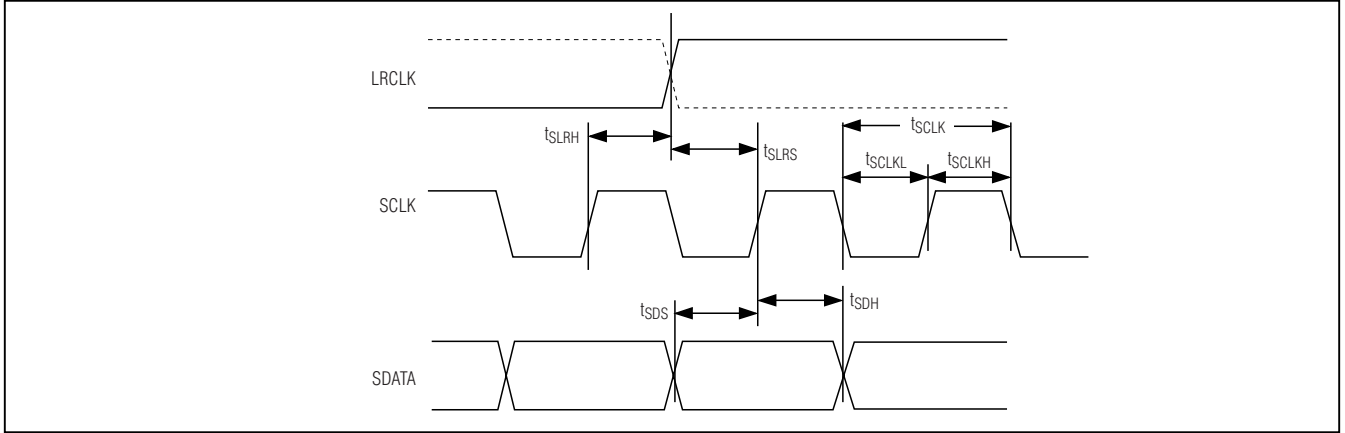 LRCLK
tSCLK
tSLRH
tSLRS
tSCLKL
tSCLKH
SCLK
tSDS
tSDH
SDATA